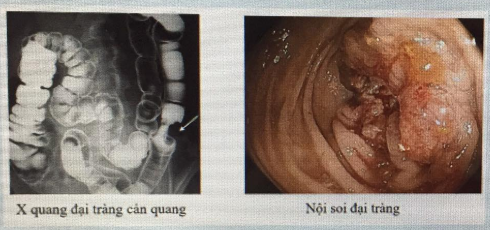 X quang đại tràng cản quang
Nội soi đại tràng